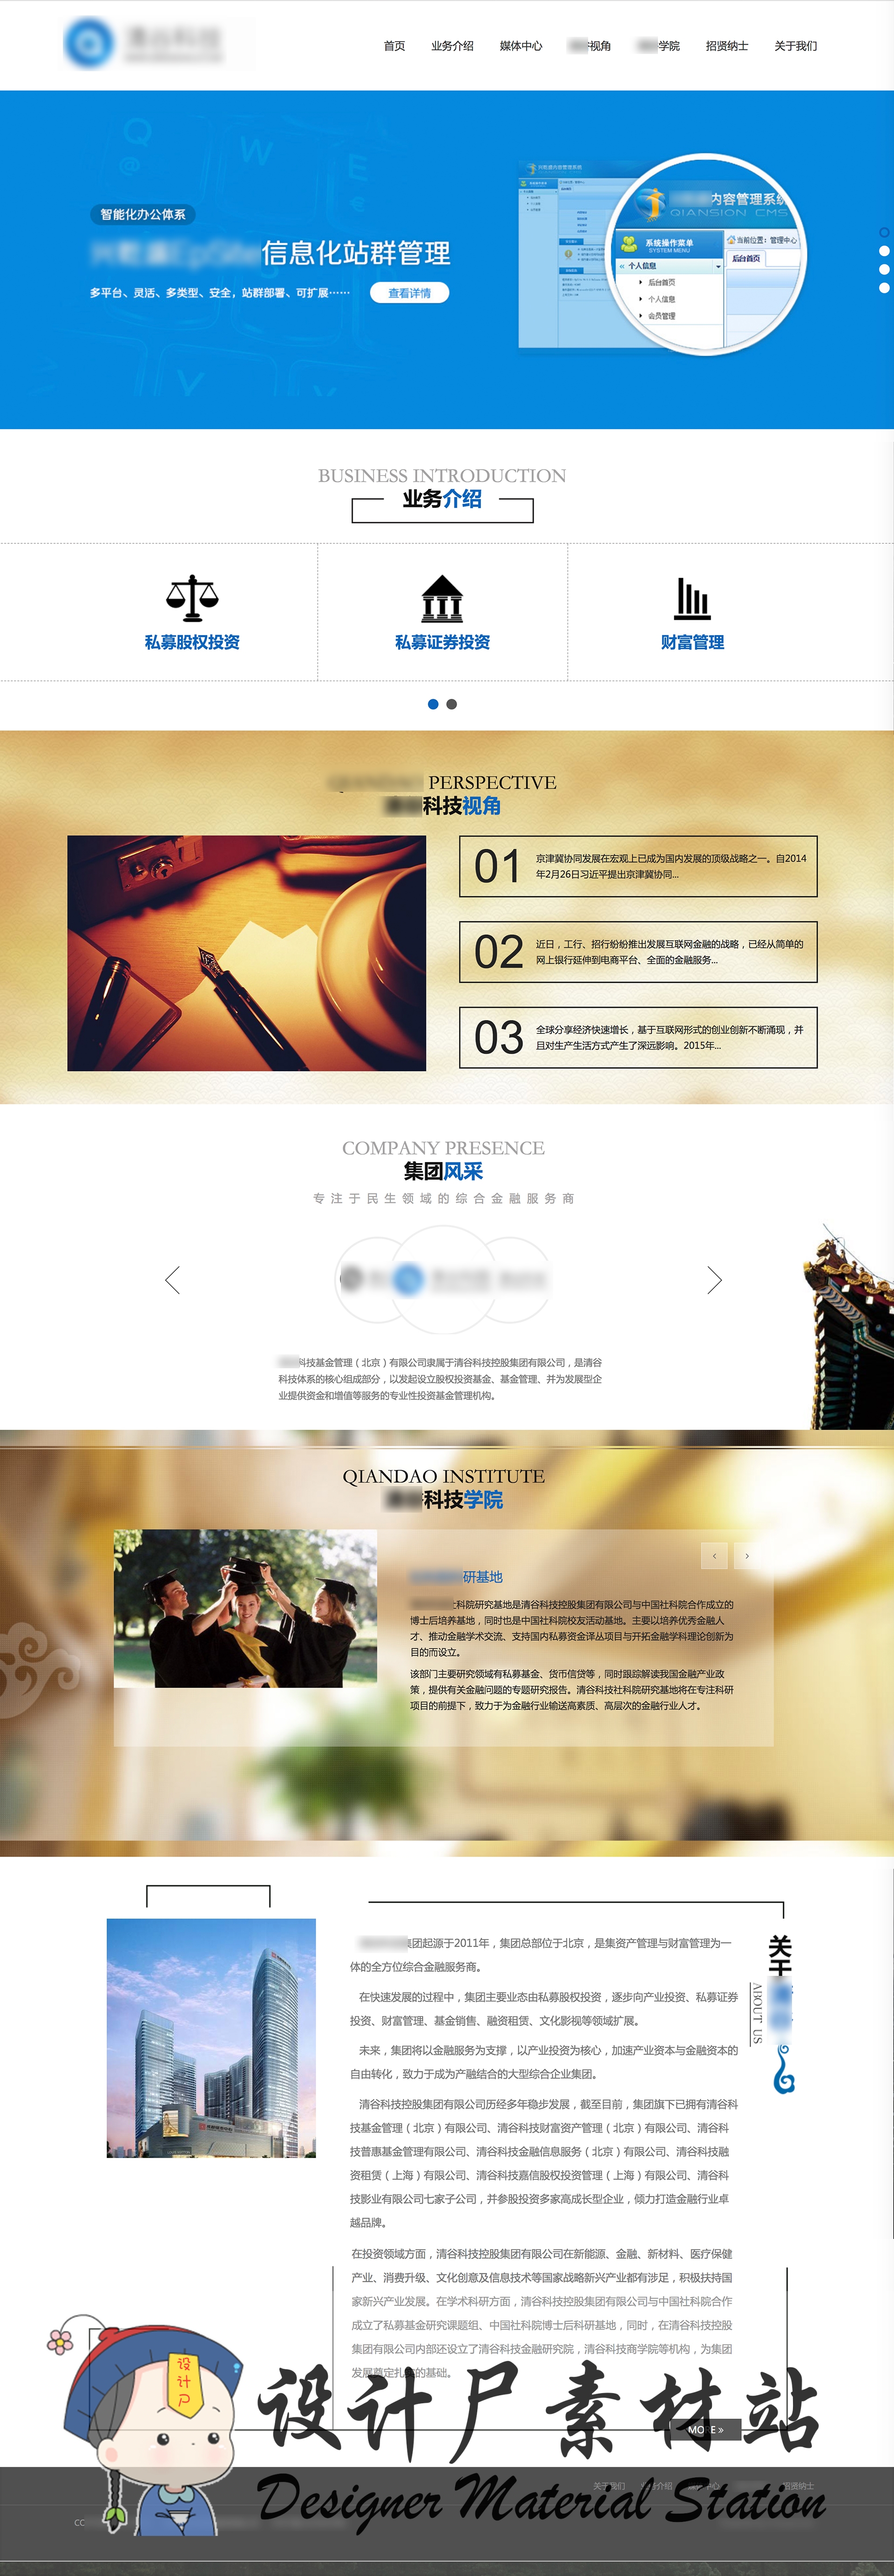 首页 业务介绍 媒体中心 视角 学院 招贤纳士 关于我们
智能化办公体系
信息化站群管理
多平台、灵活、多类型、安全，站群部署、可扩展…… 查看详情
内容管理系统
QIANSION CMS
系统操作菜单
SYSTEM MENU
当前位置：管理中心
个人信息
后台首页
后台首页
个人信息
会员管理
BUSINESS INTRODUCTION
业务介绍
私募股权投资 私募证券投资 财富管理
PERSPECTIVE
科技视角
01
京津冀协同发展在宏观上已成为国内发展的顶级战略之一。自2014
年2月26日习近平提出京津冀协同...
02
近日，工行、招行纷纷推出发展互联网金融的战略，已经从简单的
网上银行延伸到电商平台、全面的金融服务...
03
全球分享经济快速增长，基于互联网形式的创业创新不断涌现，并
且对生产生活方式产生了深远影响。2015年...
COMPANY PRESENCE
集团风采
专注于民生领域的综合金融服务商
科技基金管理（北京）有限公司隶属于清谷科技控股集团有限公司，是清谷
科技体系的核心组成部分，以发起设立股权投资基金、基金管理、并为发展型企
业提供资金和增值等服务的专业性投资基金管理机构。
QIANDAO INSTITUTE
科技学院
研基地
科院研究基地是清谷科技控股集团有限公司与中国社科院合作成立的
博士后培养基地，同时也是中国社科院校友活动基地。主要以培养优秀金融人
才、推动金融学术交流、支持国内私募资金译丛项目与开拓金融学科理论创新为
目的而设立。
该部门主要研究领域有私募基金、货币信贷等，同时跟踪解读我国金融产业政
策，提供有关金融问题的专题研究报告。清谷科技社科院研究基地将在专注科研
项目的前提下，致力于为金融行业输送高素质、高层次的金融行业人才。
关于
ABOUT US
集团起源于2011年，集团总部位于北京，是集资产管理与财富管理为一
体的全方位综合金融服务商。
在快速发展的过程中，集团主要业态由私募股权投资，逐步向产业投资、私募证券
投资、财富管理、基金销售、融资租赁、文化影视等领域扩展。
未来，集团将以金融服务为支撑，以产业投资为核心，加速产业资本与金融资本的
自由转化，致力于成为产融结合的大型综合企业集团。
清谷科技控股集团有限公司历经多年稳步发展，截至目前，集团旗下已拥有清谷科
技基金管理（北京）有限公司、清谷科技财富资产管理（北京）有限公司、清谷科
技普惠基金管理有限公司、清谷科技金融信息服务（北京）有限公司、清谷科技融
资租赁（上海）有限公司、清谷科技嘉信股权投资管理（上海）有限公司、清谷科
技影业有限公司七家子公司，并参股投资多家高成长型企业，倾力打造金融行业卓
越品牌。
在投资领域方面，清谷科技控股集团有限公司在新能源、金融、新材料、医疗保健
产业、消费升级、文化创意及信息技术等国家战略新兴产业都有涉足，积极扶持国
家新兴产业发展。在学术科研方面，清谷科技控股集团有限公司与中国社科院合作
成立了私募基金研究课题组、中国社科院博士后科研基地，同时，在清谷科技控股
集团有限公司内部还设立了清谷科技金融研究院，清谷科技商学院等机构，为集团
发展奠定扎实的基础。
设计尸
设计尸素材站
MORE »
关于我们 介绍 中心 招贤纳士
Designer Material Station